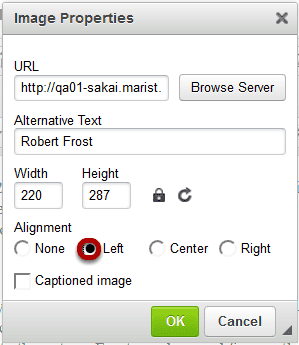 Image Properties
URL
http://qa01-sakai.marist. Browse Server
Alternative Text
Robert Frost
Width Height
220 287
Alignment
None Left Center Right
Captioned image
OK Cancel